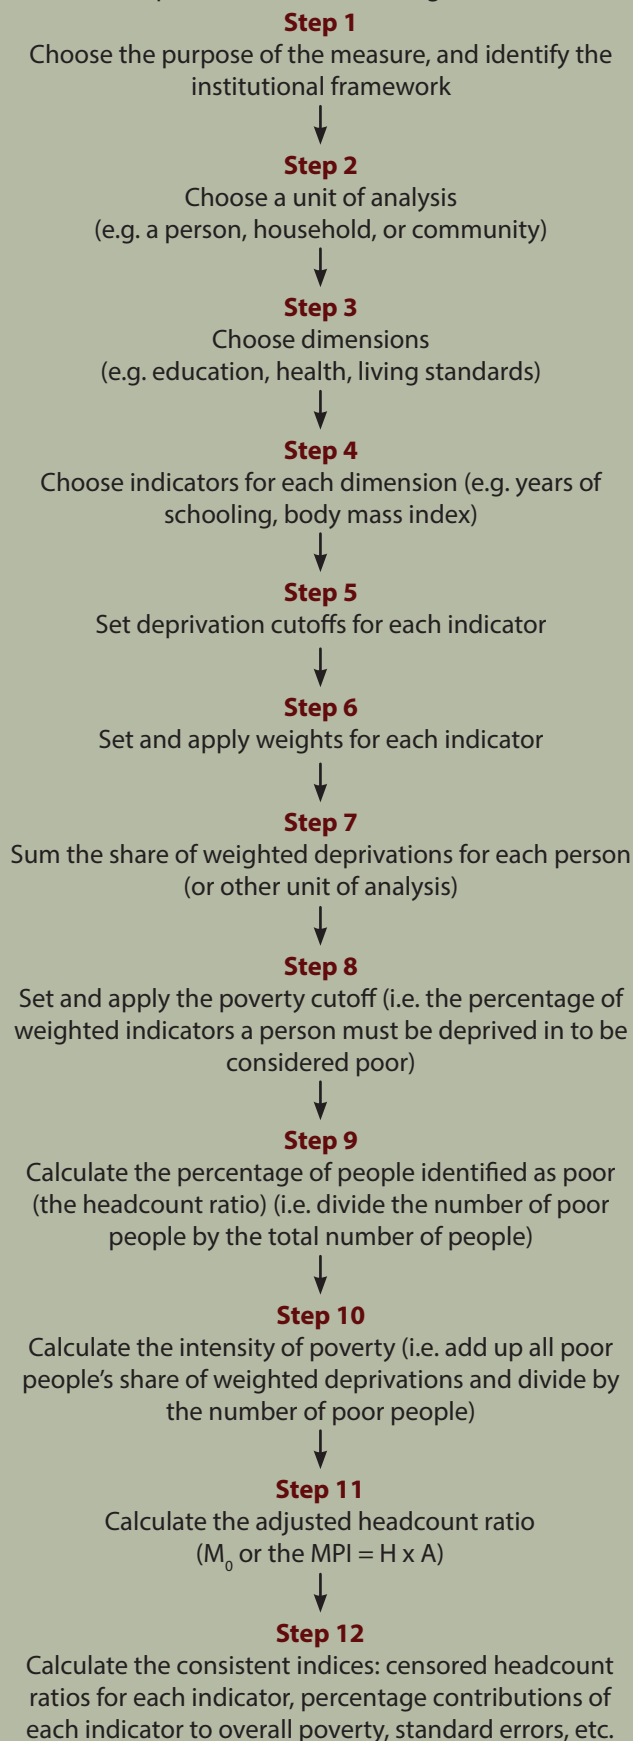 Step 1
Choose the purpose of the measure, and identify the
institutional framework
Step 2
Choose a unit of analysis
(e.g. a person, household, or community)
Step 3
Choose dimensions
(e.g. education, health, living standards)
Step 4
Choose indicators for each dimension (e.g. years of
schooling, body mass index)
Step 5
Set deprivation cutoffs for each indicator
Step 6
Set and apply weights for each indicator
Step 7
Sum the share of weighted deprivations for each person
(or other unit of analysis)
Step 8
Set and apply the poverty cutoff (i.e. the percentage of
weighted indicators a person must be deprived in to be
considered poor)
Step 9
Calculate the percentage of people identified as poor
(the headcount ratio) (i.e. divide the number of poor
people by the total number of people)
Step 10
Calculate the intensity of poverty (i.e. add up all poor
people’s share of weighted deprivations and divide by
the number of poor people)
Step 11
Calculate the adjusted headcount ratio
(M₀ or the MPI = H x A)
Step 12
Calculate the consistent indices: censored headcount
ratios for each indicator, percentage contributions of
each indicator to overall poverty, standard errors, etc.